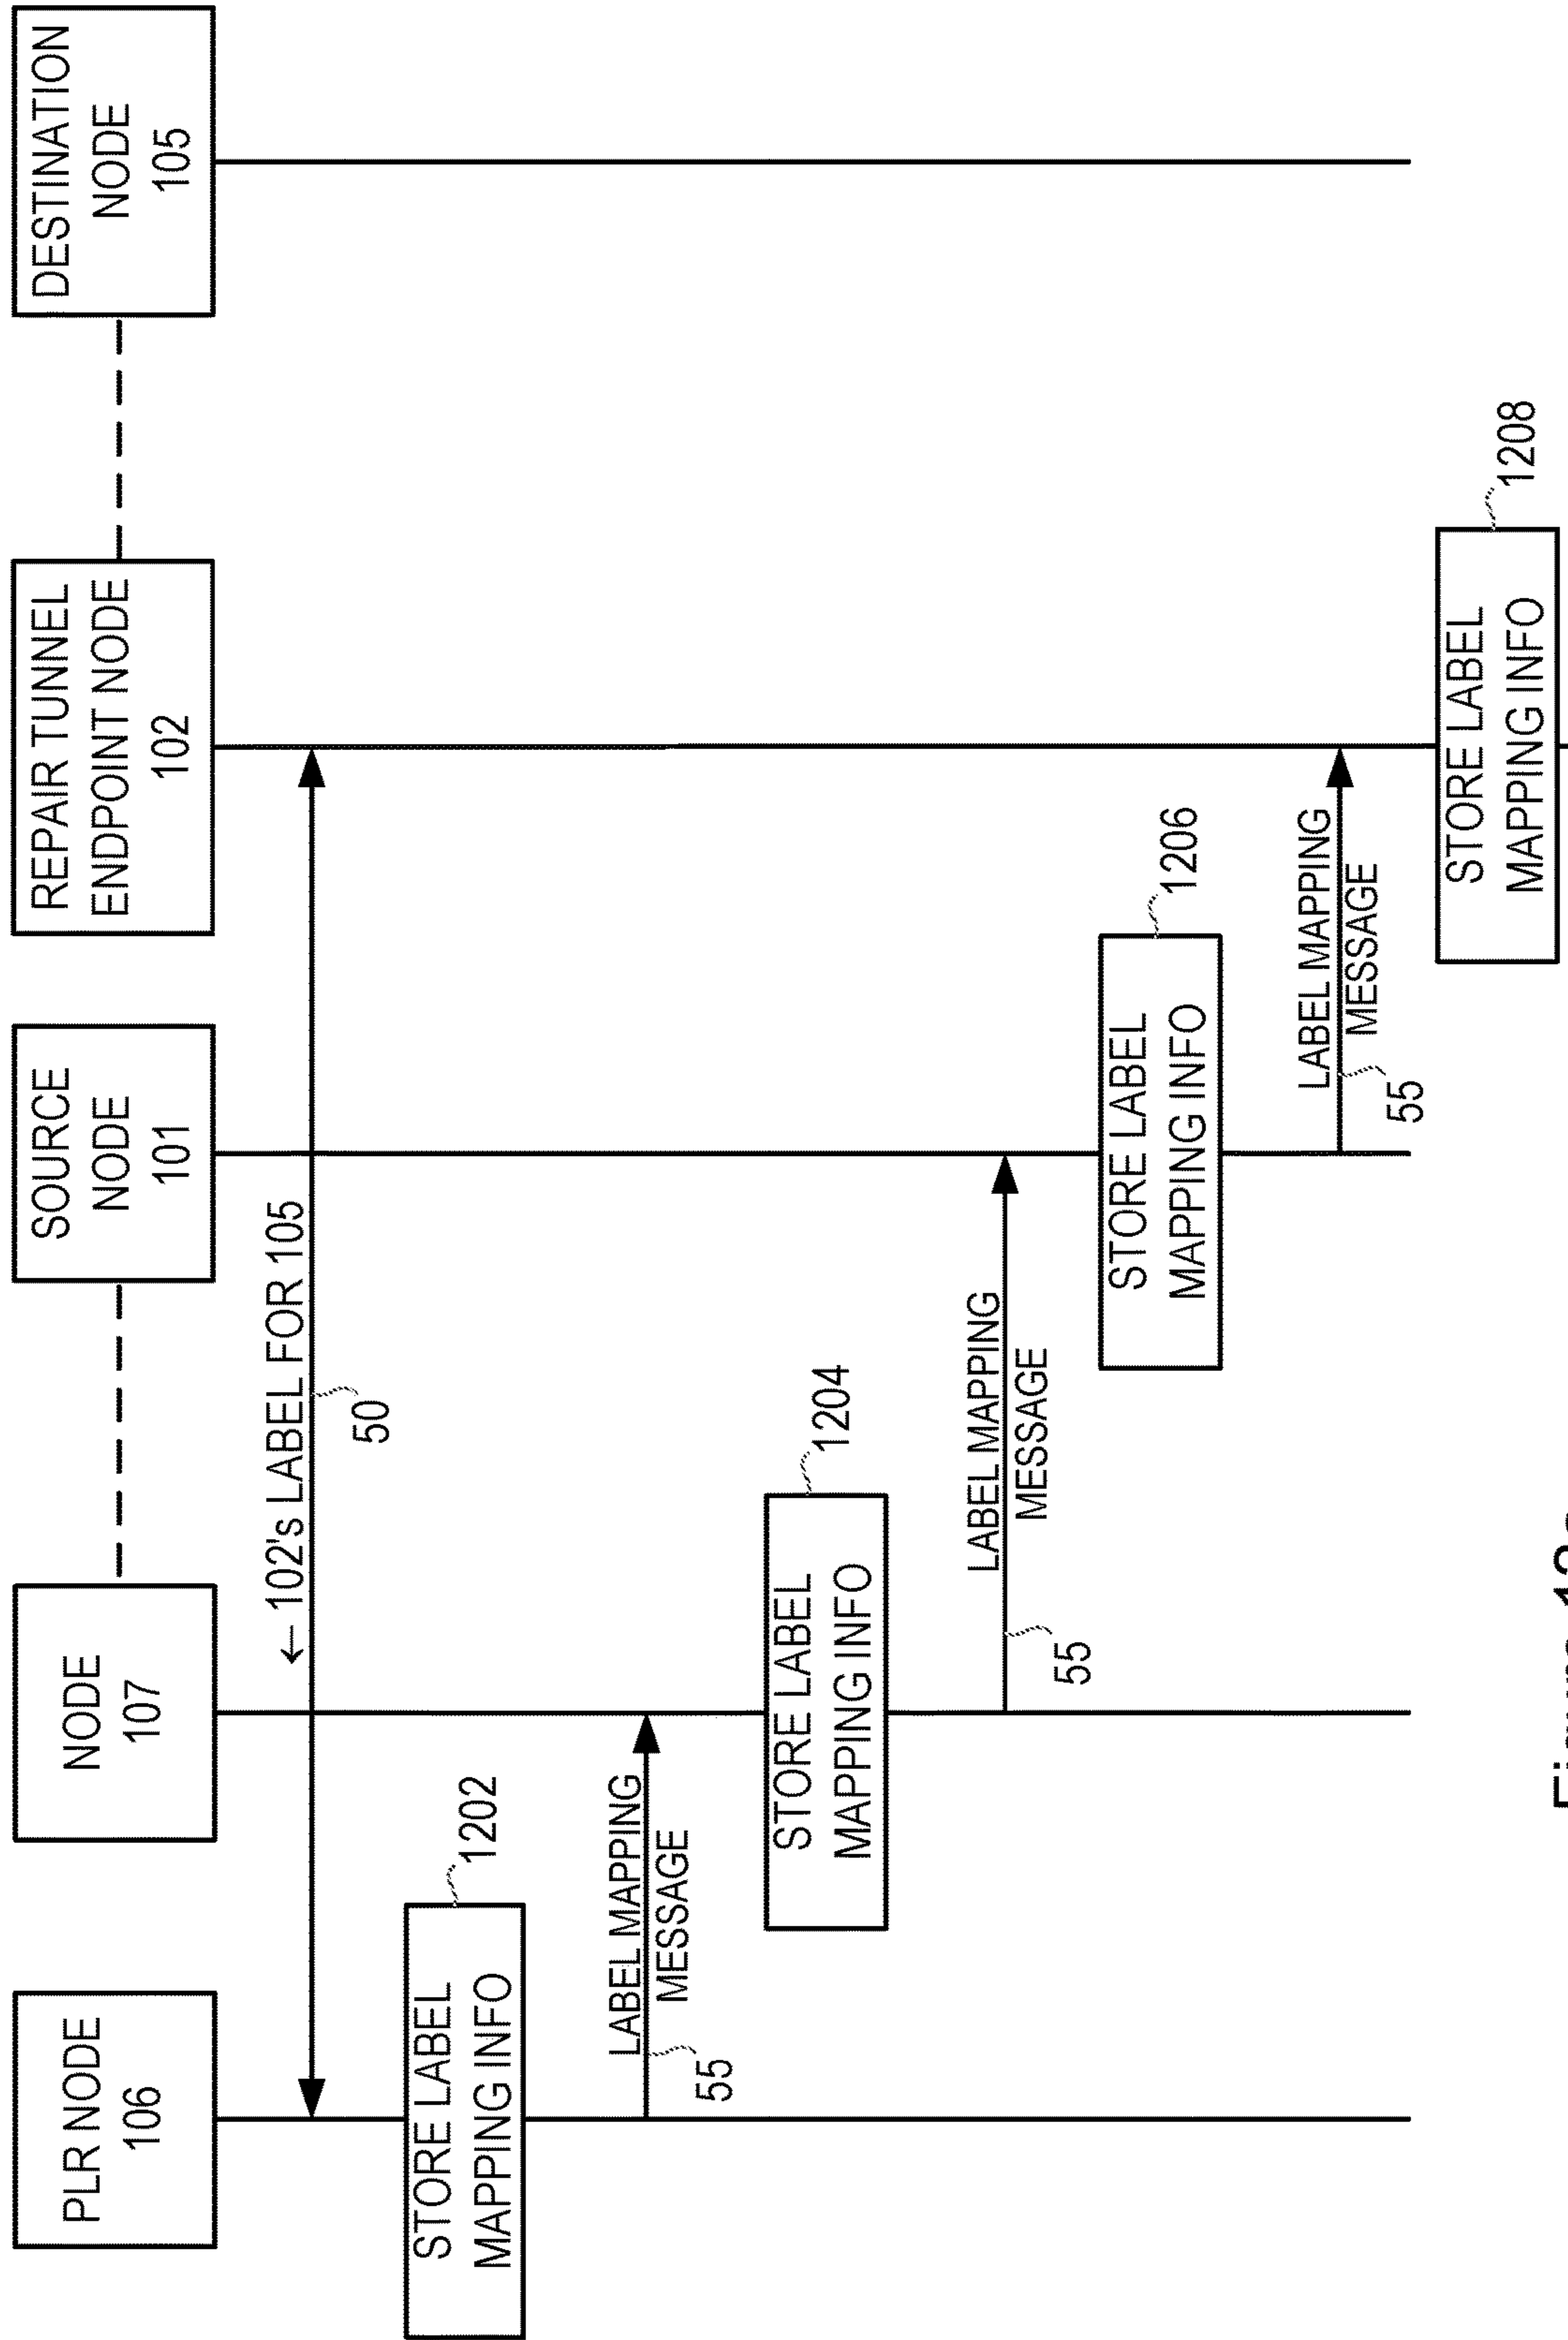 PLR NODE
106
NODE
107
SOURCE
NODE
101
REPAIR TUNNEL
ENDPOINT NODE
102
DESTINATION
NODE
105
← 102's LABEL FOR 105
50
STORE LABEL
MAPPING INFO
1202
LABEL MAPPING
MESSAGE
55
STORE LABEL
MAPPING INFO
1204
LABEL MAPPING
MESSAGE
55
STORE LABEL
MAPPING INFO
1206
LABEL MAPPING
MESSAGE
55
STORE LABEL
MAPPING INFO
1208